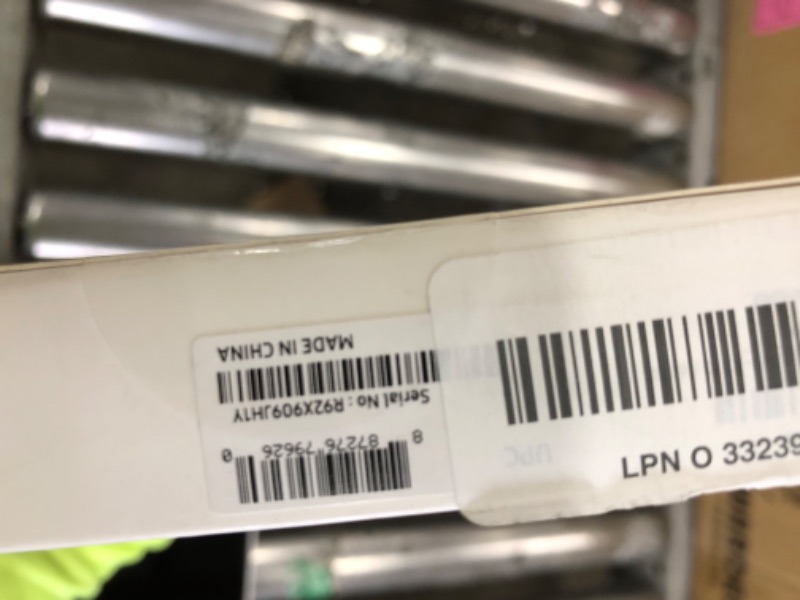 MADE IN CHINA
Serial No : R92X909JH1Y
8 87276 79626 0
UPC
LPN O 33239